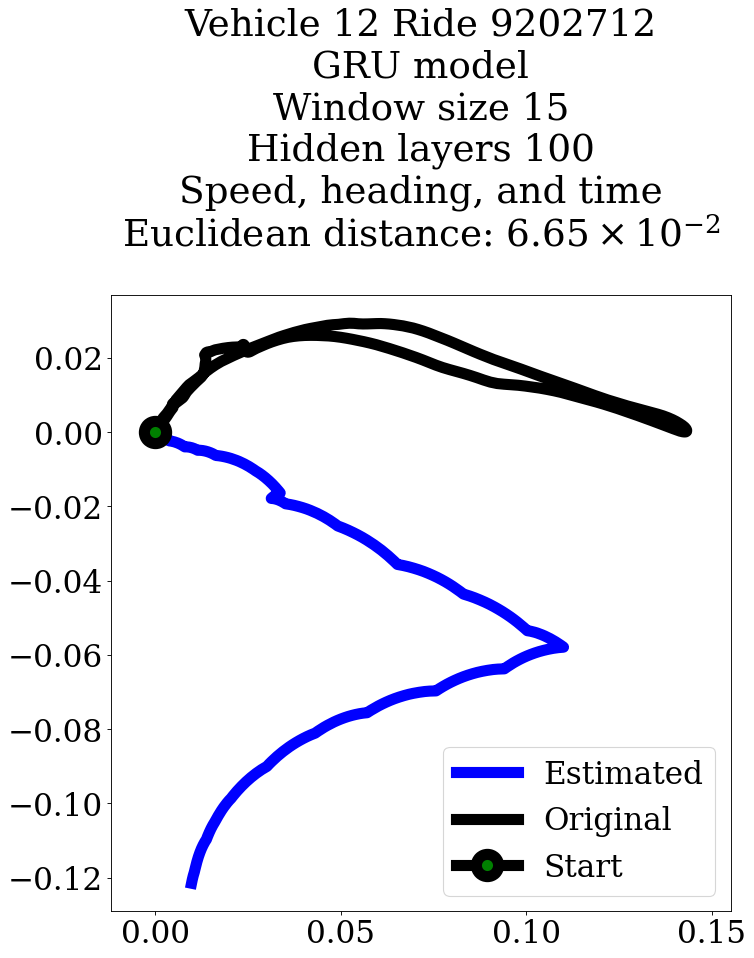 Vehicle 12 Ride 9202712
GRU model
Window size 15
Hidden layers 100
Speed, heading, and time
Euclidean distance: 6.65 × 10⁻²
0.02
0.00
−0.02
−0.04
−0.06
−0.08
−0.10
−0.12
Estimated
Original
Start
0.00 0.05 0.10 0.15